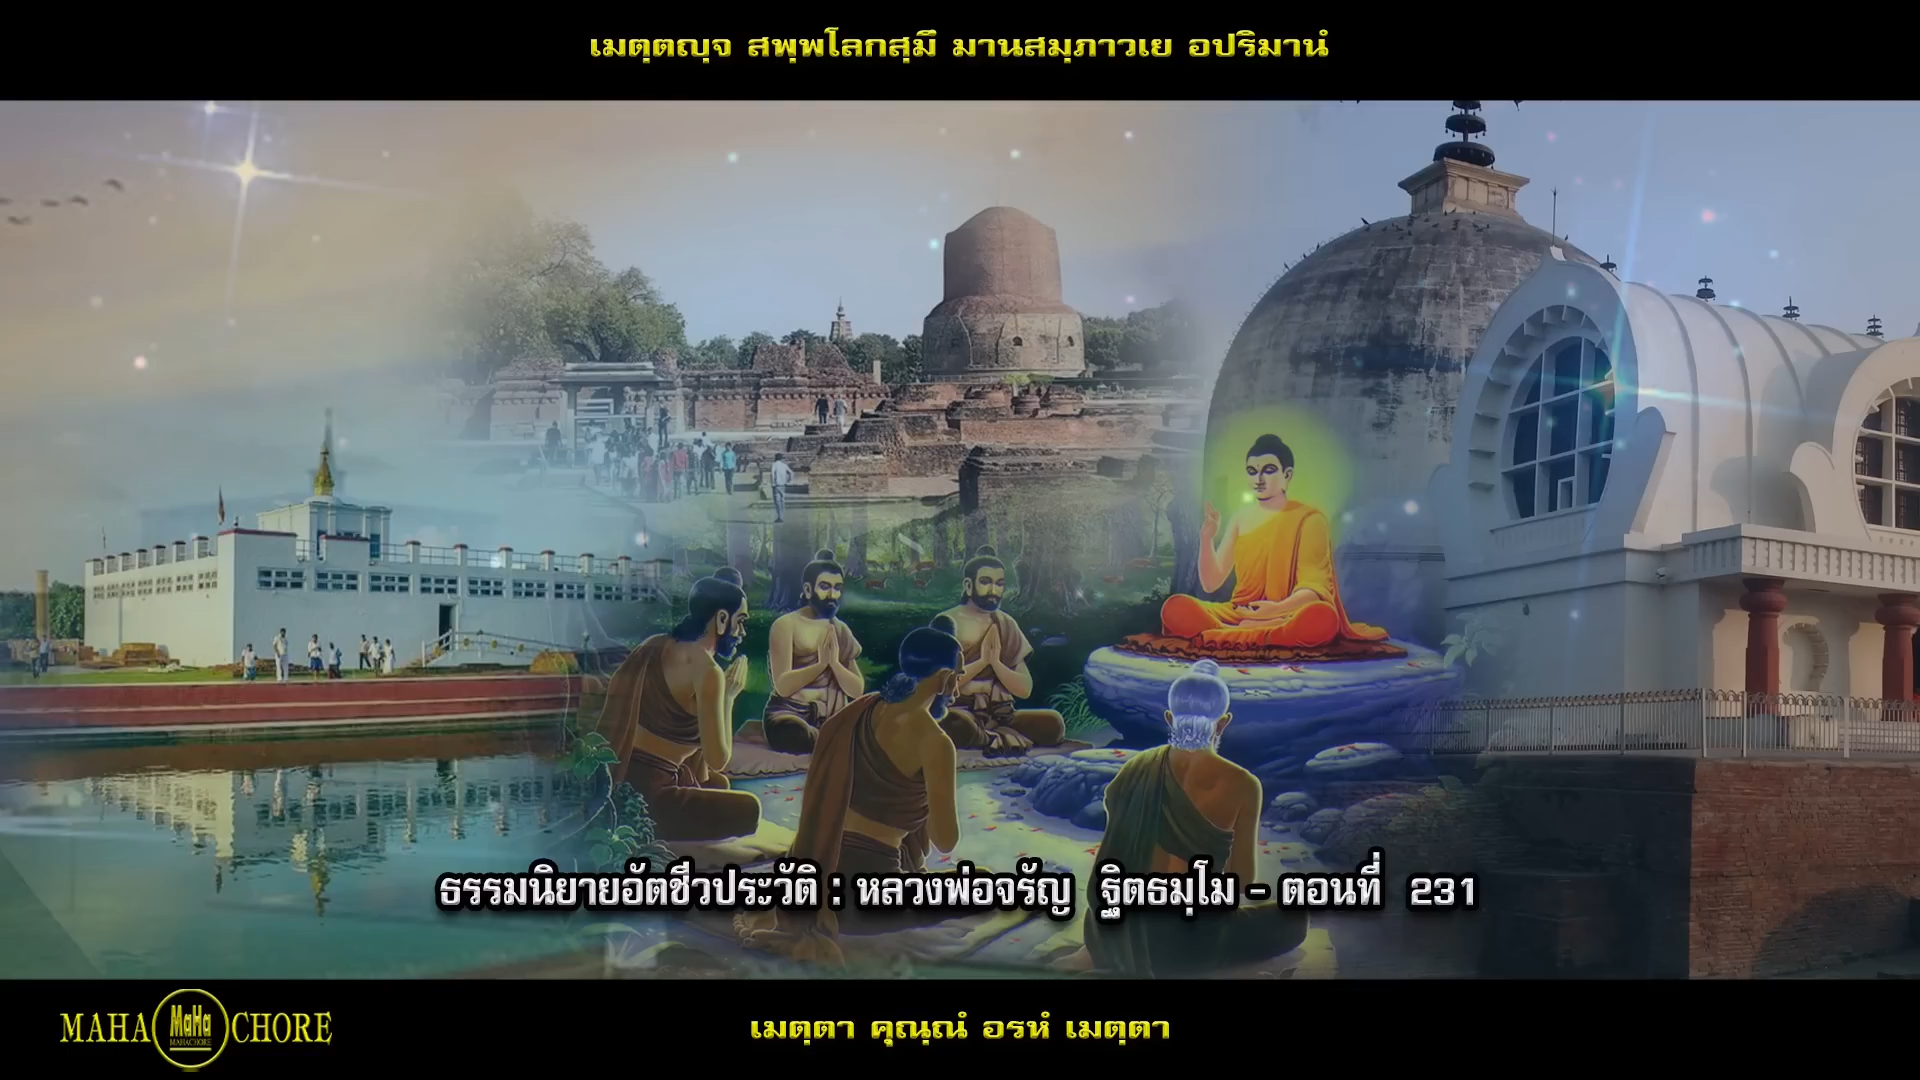 เมตฺตญฺจ สพฺพโลกสฺมึ มานสมฺภาวเย อปริมานํ
ธรรมนิยายอัตชีวประวัติ : หลวงพ่อจรัญ ฐิตธมฺโม - ตอนที่ 231
MAHA MaHa MAHACHORE CHORE
เมตฺตา คุณฺณํ อรหํ เมตฺตา